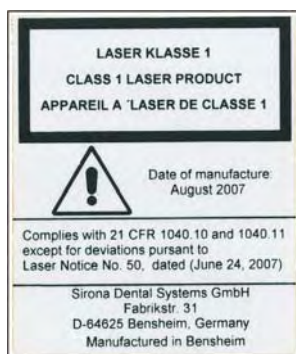 LASER KLASSE 1
CLASS 1 LASER PRODUCT
APPAREIL A ´LASER DE CLASSE 1
Date of manufacture:
August 2007
Complies with 21 CFR 1040.10 and 1040.11
except for deviations pursant to
Laser Notice No. 50, dated (June 24, 2007)
Sirona Dental Systems GmbH
Fabrikstr. 31
D-64625 Bensheim, Germany
Manufactured in Bensheim